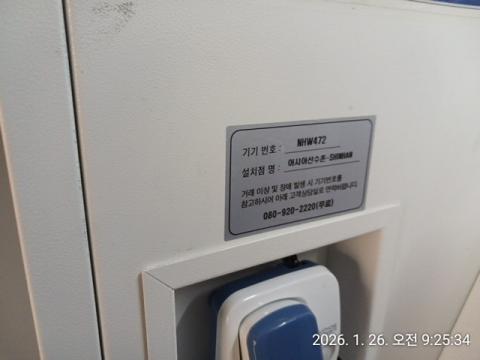 기기 번호 : NHW472
설치점 명 : 아사아선수촌-SHINHAN
거래 이상 및 장애 발생 시 기기번호를
참고하시어 아래 고객상담실로 연락바랍니다.
080-920-2220(무료)
2026. 1. 26. 오전 9:25:34